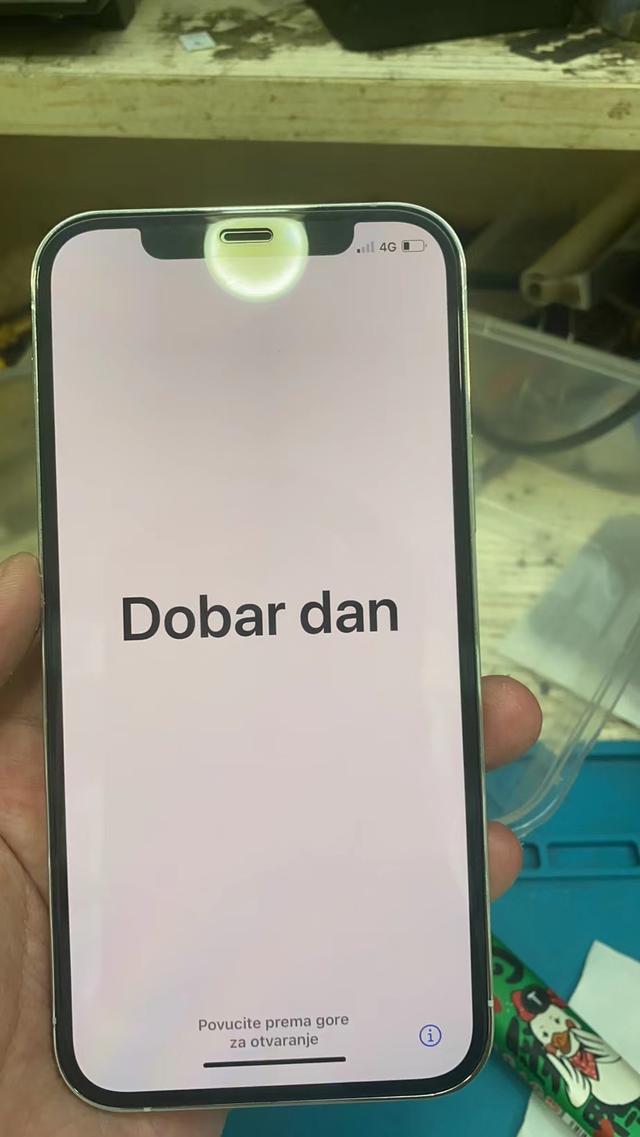 4G
Dobar dan
Povucite prema gore
za otvaranje